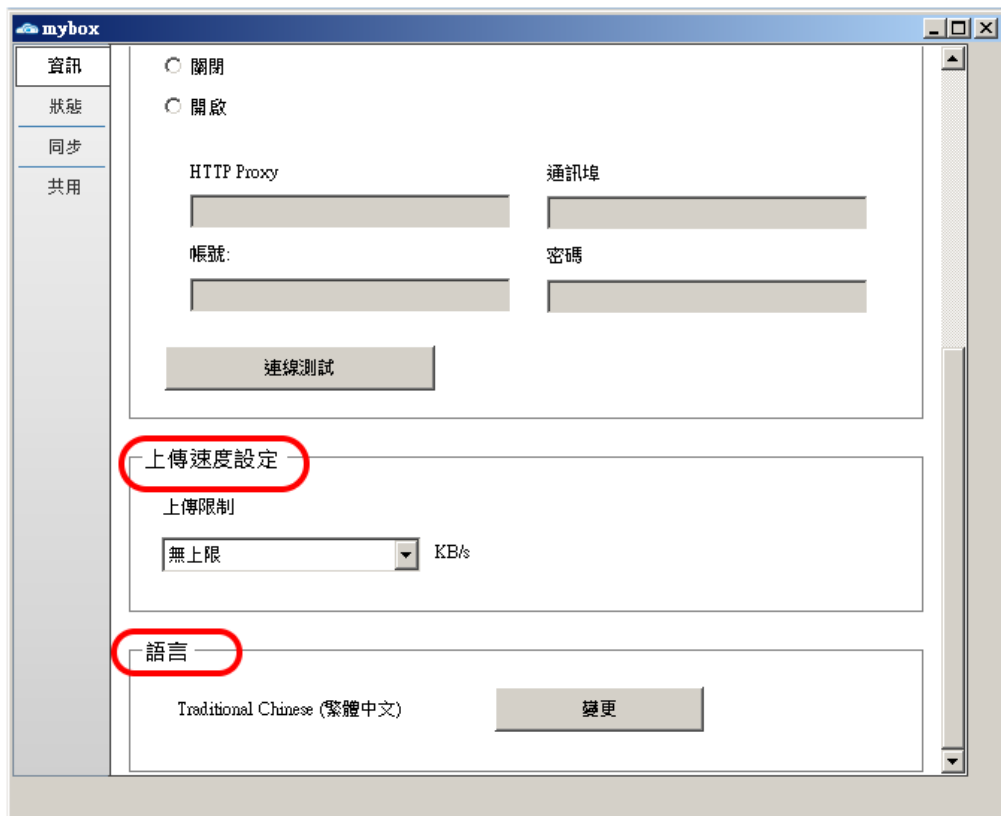 mybox
資訊
狀態
同步
共用
關閉
開啟
HTTP Proxy
通訊埠
帳號:
密碼
連線測試
上傳速度設定
上傳限制
無上限 KB/s
語言
Traditional Chinese (繁體中文) 變更